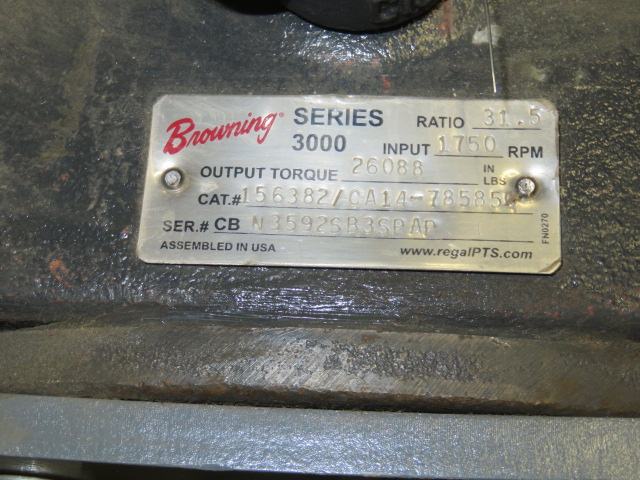 Browning® SERIES 3000
RATIO 31.5
INPUT 1750 RPM
OUTPUT TORQUE 26088 IN LBS
CAT.# 156382/CA14-78585
SER.# CB
ASSEMBLED IN USA
www.regalPTS.com
FN0270